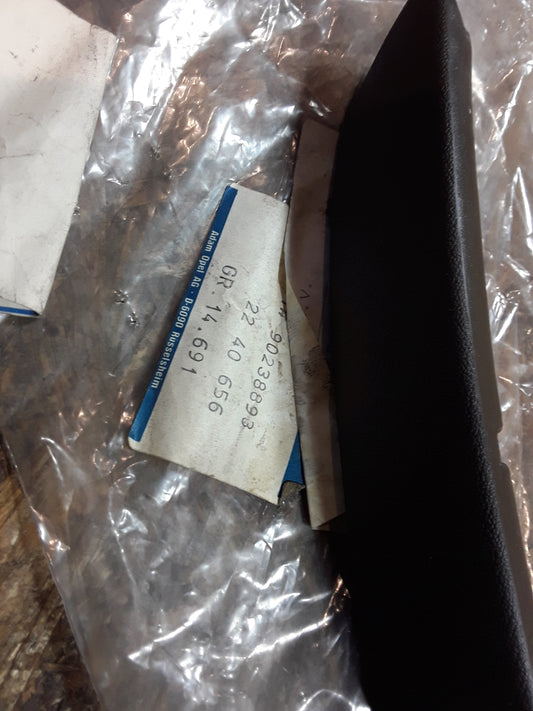 90238893
22 40 656
GR. 14.691
Adam Opel AG · D-6090 Rüsselsheim